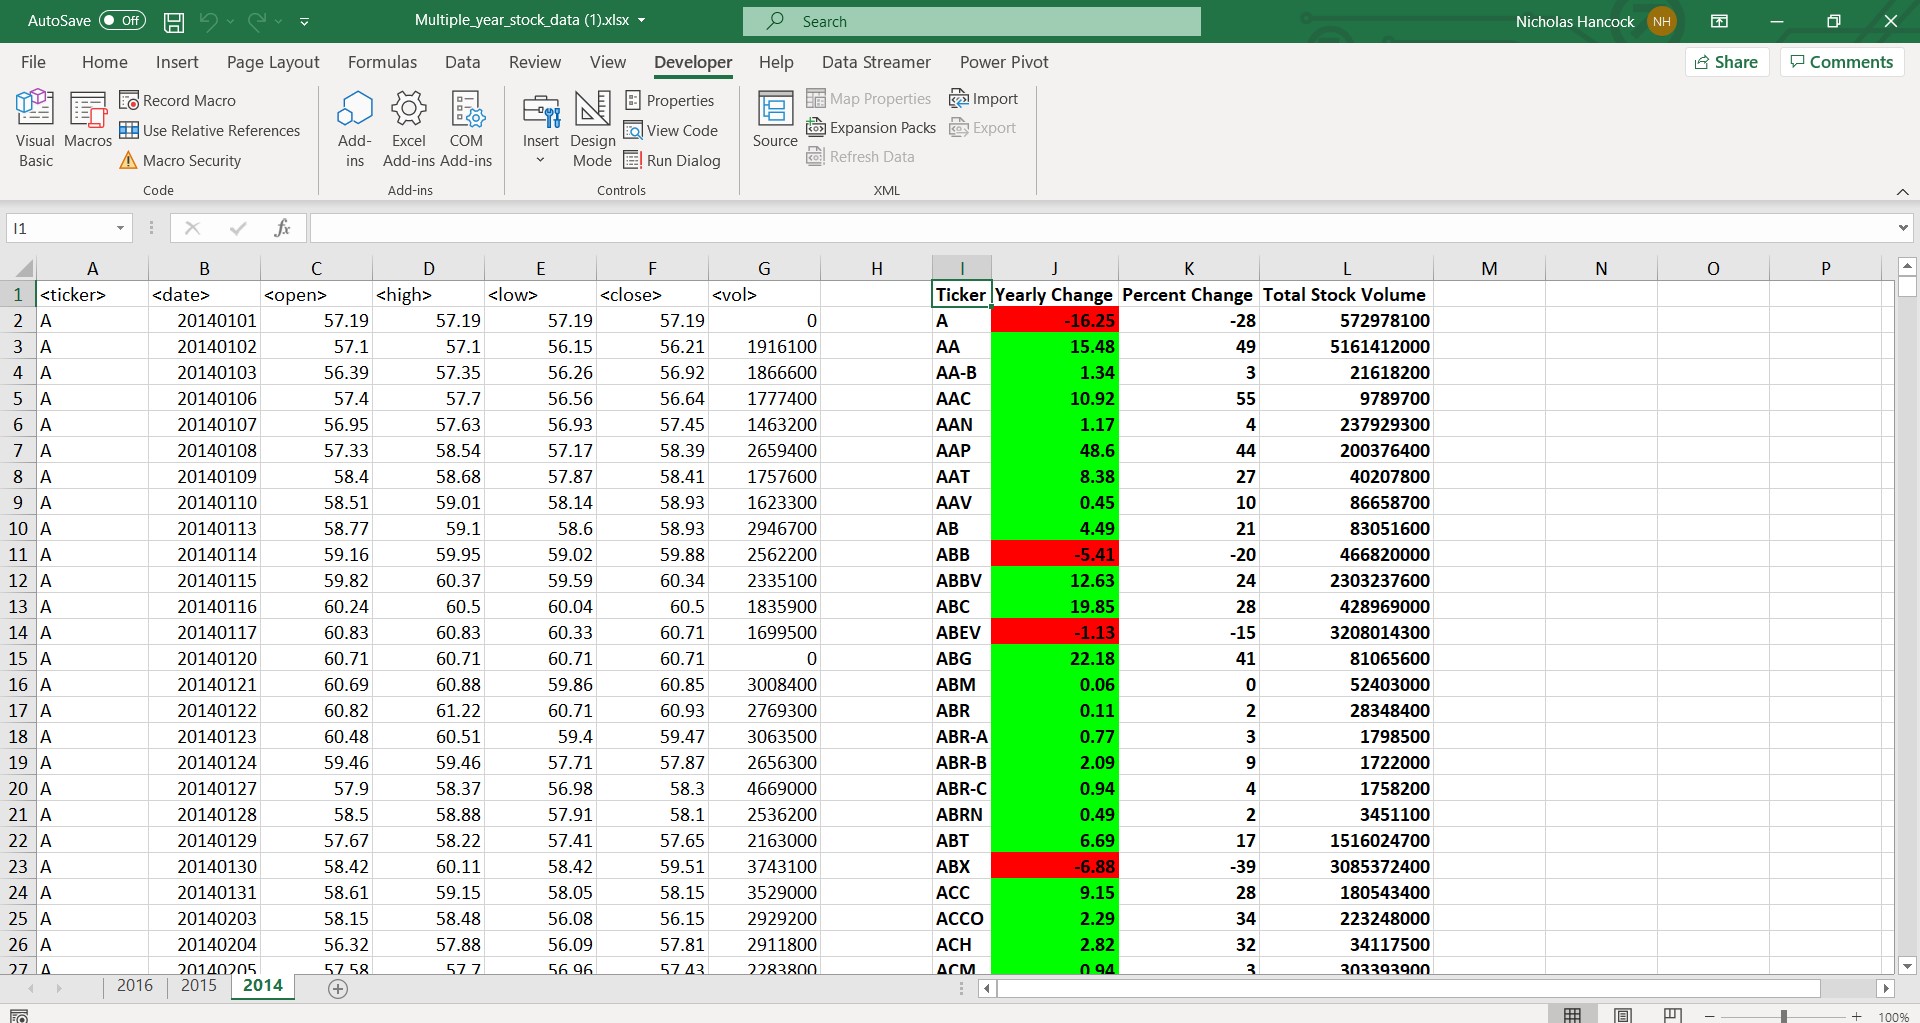 AutoSave Off Multiple_year_stock_data (1).xlsx Search Nicholas Hancock NH
File Home Insert Page Layout Formulas Data Review View Developer Help Data Streamer Power Pivot Share Comments
Visual Basic
Macros
Record Macro
Use Relative References
Macro Security
Code
Add-ins
Excel Add-ins
COM Add-ins
Add-ins
Insert
Design Mode
Properties
View Code
Run Dialog
Controls
Source
Map Properties
Expansion Packs
Refresh Data
Import
Export
XML
I1 fx
A B C D E F G H I J K L M N O P
1 <ticker> <date> <open> <high> <low> <close> <vol> Ticker Yearly Change Percent Change Total Stock Volume
2 A 20140101 57.19 57.19 57.19 57.19 0 A -16.25 -28 572978100
3 A 20140102 57.1 57.1 56.15 56.21 1916100 AA 15.48 49 5161412000
4 A 20140103 56.39 57.35 56.26 56.92 1866600 AA-B 1.34 3 21618200
5 A 20140106 57.4 57.7 56.56 56.64 1777400 AAC 10.92 55 9789700
6 A 20140107 56.95 57.63 56.93 57.45 1463200 AAN 1.17 4 237929300
7 A 20140108 57.33 58.54 57.17 58.39 2659400 AAP 48.6 44 200376400
8 A 20140109 58.4 58.68 57.87 58.41 1757600 AAT 8.38 27 40207800
9 A 20140110 58.51 59.01 58.14 58.93 1623300 AAV 0.45 10 86658700
10 A 20140113 58.77 59.1 58.6 58.93 2946700 AB 4.49 21 83051600
11 A 20140114 59.16 59.95 59.02 59.88 2562200 ABB -5.41 -20 466820000
12 A 20140115 59.82 60.37 59.59 60.34 2335100 ABBV 12.63 24 2303237600
13 A 20140116 60.24 60.5 60.04 60.5 1835900 ABC 19.85 28 428969000
14 A 20140117 60.83 60.83 60.33 60.71 1699500 ABEV -1.13 -15 3208014300
15 A 20140120 60.71 60.71 60.71 60.71 0 ABG 22.18 41 81065600
16 A 20140121 60.69 60.88 59.86 60.85 3008400 ABM 0.06 0 52403000
17 A 20140122 60.82 61.22 60.71 60.93 2769300 ABR 0.11 2 28348400
18 A 20140123 60.48 60.51 59.4 59.47 3063500 ABR-A 0.77 3 1798500
19 A 20140124 59.46 59.46 57.71 57.87 2656300 ABR-B 2.09 9 1722000
20 A 20140127 57.9 58.37 56.98 58.3 4669000 ABR-C 0.94 4 1758200
21 A 20140128 58.5 58.88 57.91 58.1 2536200 ABRN 0.49 2 3451100
22 A 20140129 57.67 58.22 57.41 57.65 2163000 ABT 6.69 17 1516024700
23 A 20140130 58.42 60.11 58.42 59.51 3743100 ABX -6.88 -39 3085372400
24 A 20140131 58.61 59.15 58.05 58.15 3529000 ACC 9.15 28 180543400
25 A 20140203 58.15 58.48 56.08 56.15 2929200 ACCO 2.29 34 223248000
26 A 20140204 56.32 57.88 56.09 57.81 2911800 ACH 2.82 32 34117500
27 A 20140205 57.58 57.7 56.96 57.43 2283800 ACM 0.94 3 303393900
2016 2015 2014
100%